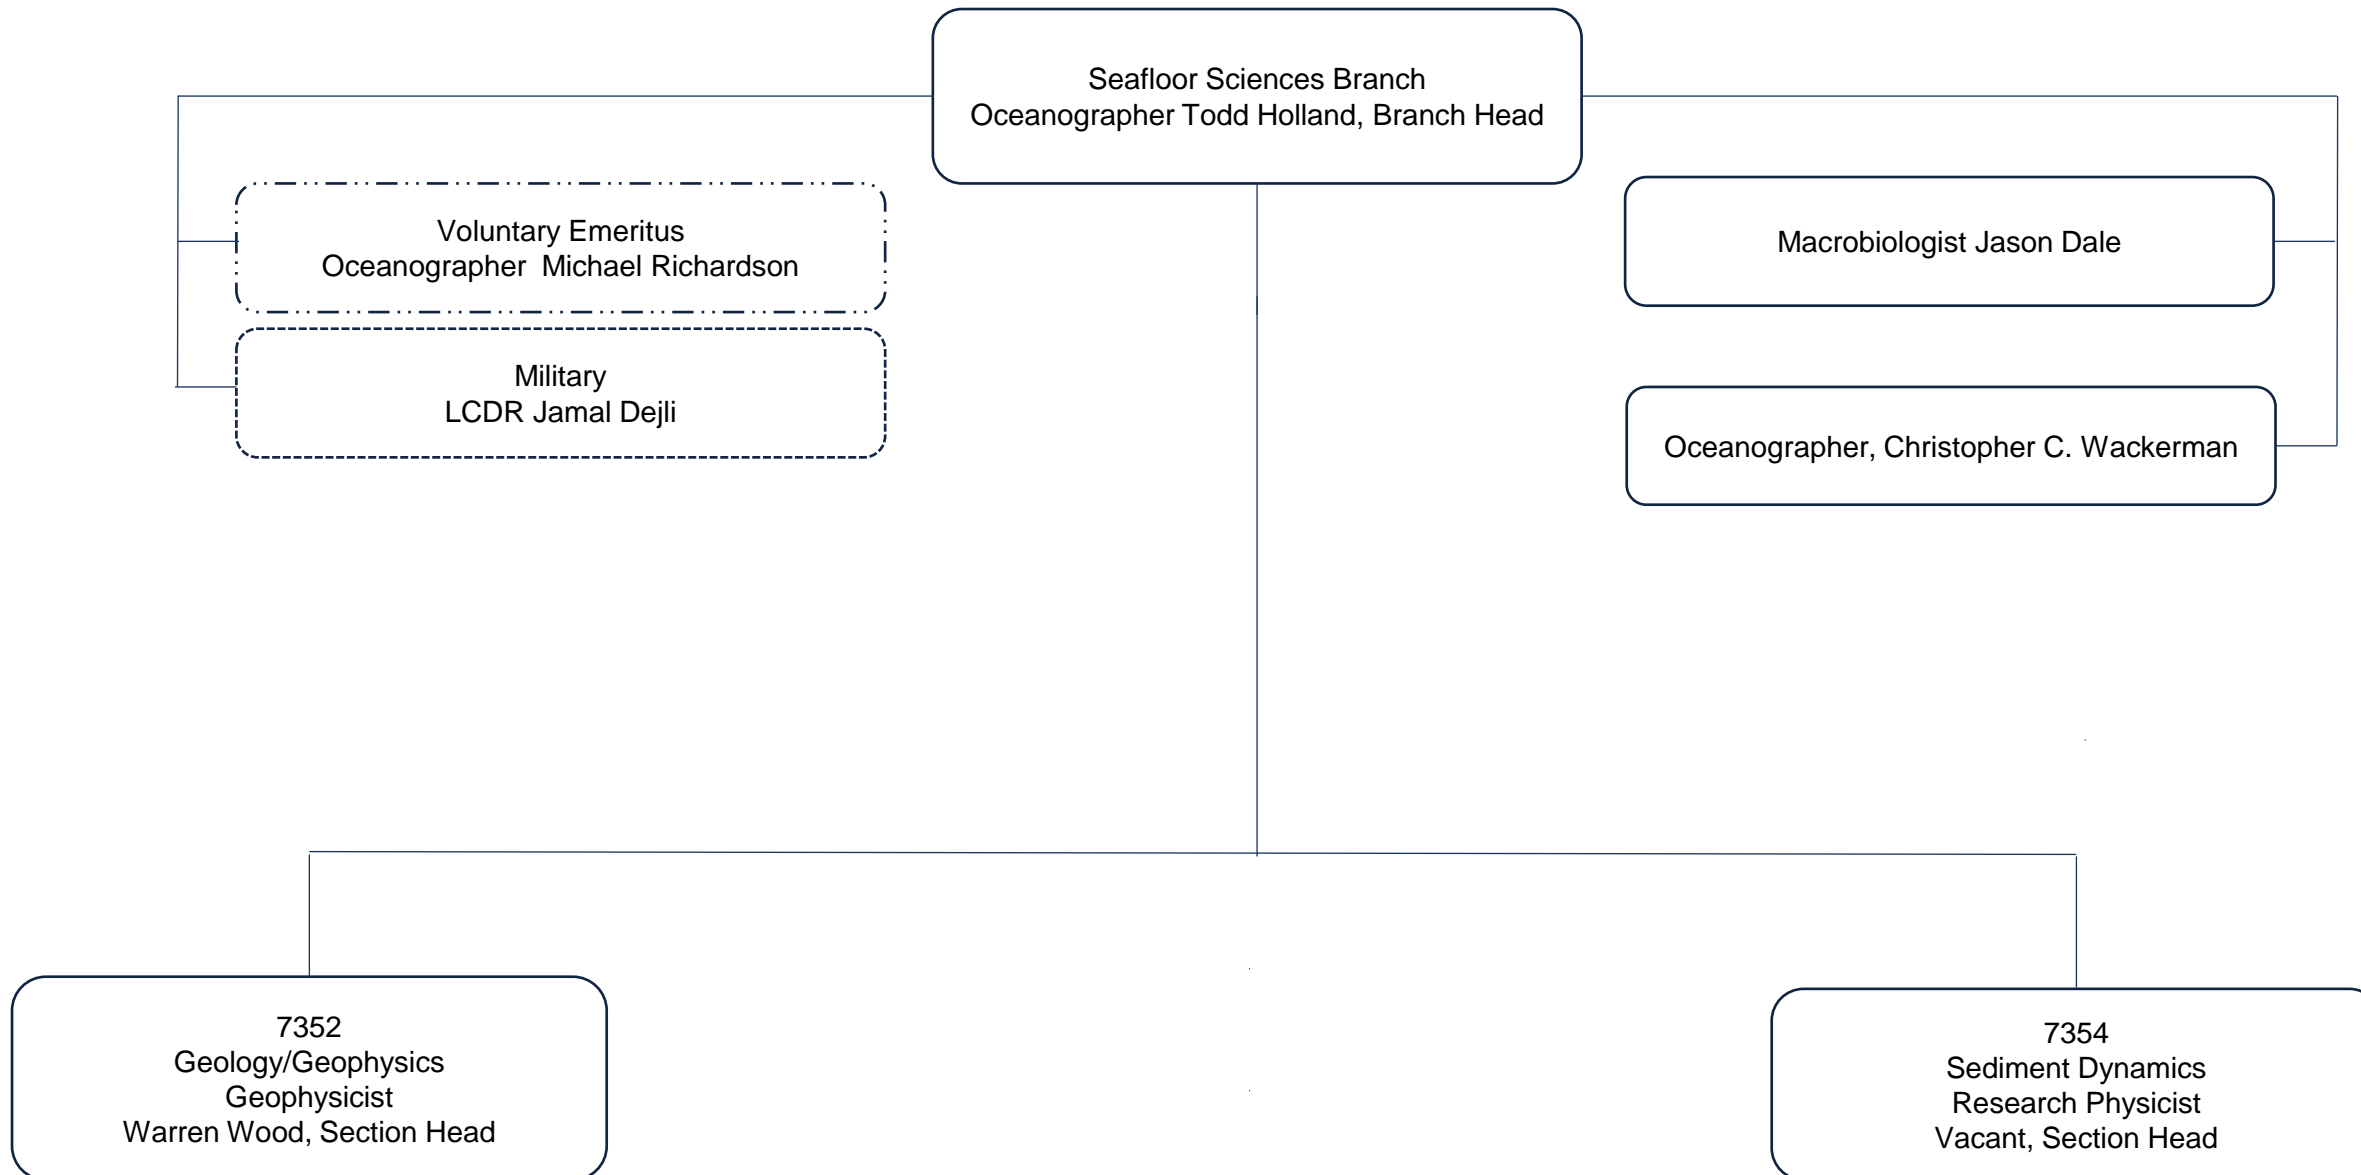 Seafloor Sciences Branch
Oceanographer Todd Holland, Branch Head
Voluntary Emeritus
Oceanographer  Michael Richardson
Military
LCDR Jamal Dejli
Macrobiologist Jason Dale
Oceanographer, Christopher C. Wackerman
7352
Geology/Geophysics
Geophysicist
Warren Wood, Section Head
7354
Sediment Dynamics
Research Physicist
Vacant, Section Head